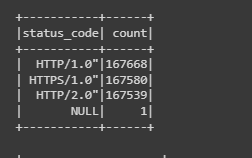 +-----------+------+
|status_code| count|
+-----------+------+
|  HTTP/1.0"|167668|
| HTTPS/1.0"|167580|
|  HTTP/2.0"|167539|
|       NULL|     1|
+-----------+------+